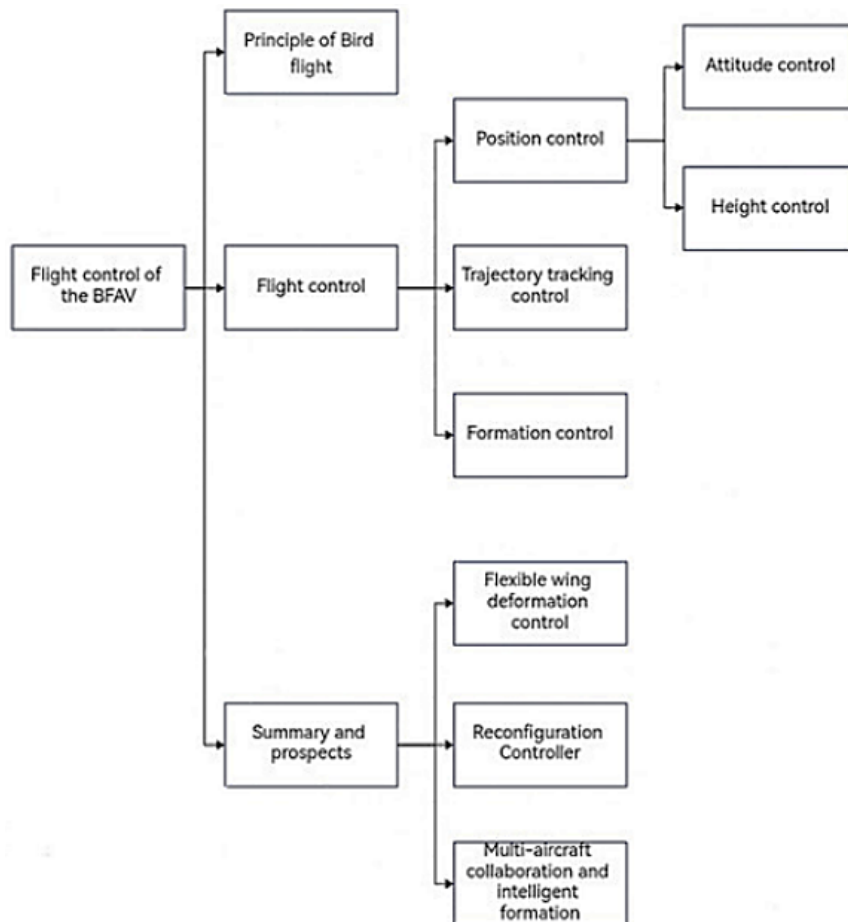 Principle of Bird
flight
Attitude control
Position control
Height control
Flight control of
the BFAV
Flight control
Trajectory tracking
control
Formation control
Flexible wing
deformation
control
Summary and
prospects
Reconfiguration
Controller
Multi-aircraft
collaboration and
intelligent
formation